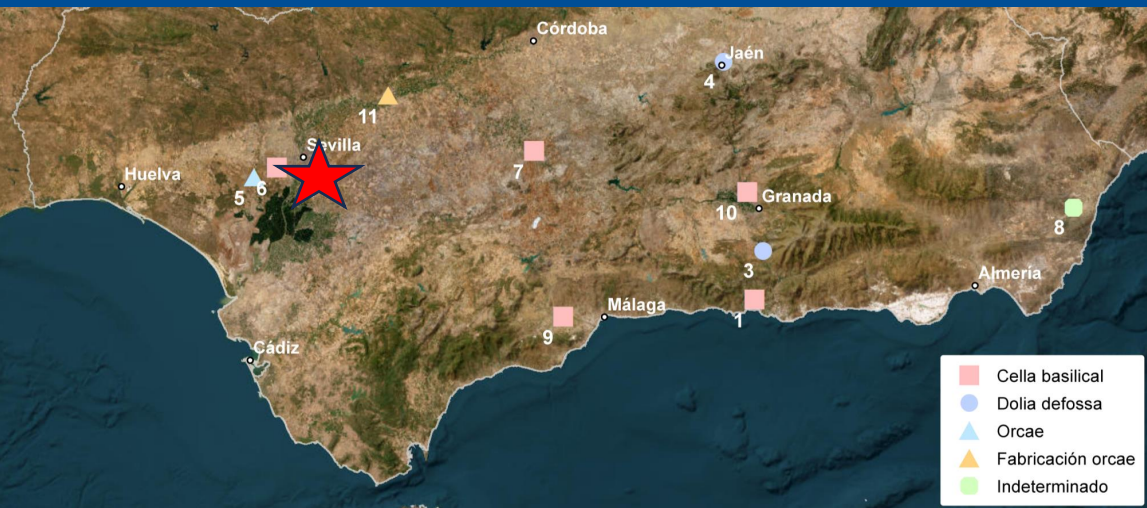 Córdoba
Jaén
4
11
Sevilla
7
Huelva
5
6
10
Granada
8
3
Almería
1
Málaga
9
Cádiz
Cella basilical
Dolia defossa
Orcae
Fabricación orcae
Indeterminado